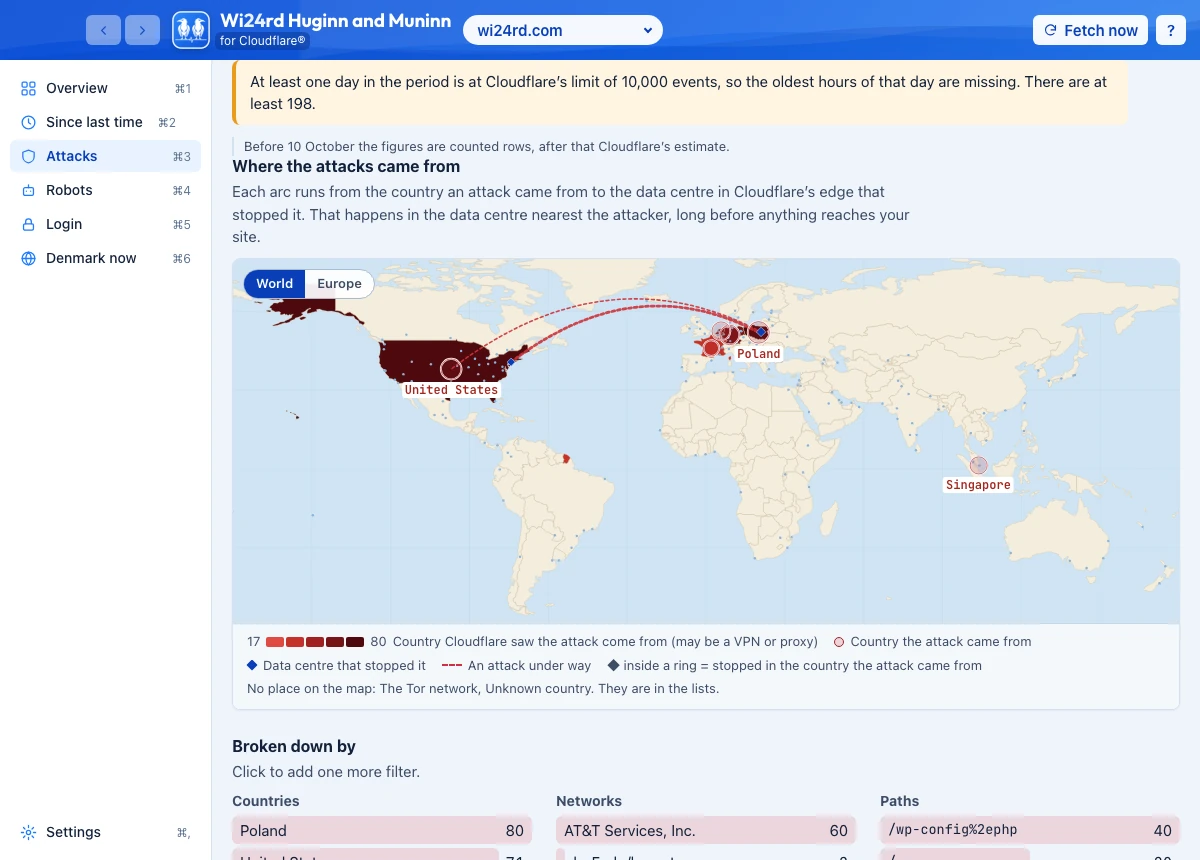 Wi24rd Huginn and Muninn
for Cloudflare®
wi24rd.com
Fetch now
?
Overview ⌘1
Since last time ⌘2
Attacks ⌘3
Robots ⌘4
Login ⌘5
Denmark now ⌘6
Settings ⌘,
At least one day in the period is at Cloudflare's limit of 10,000 events, so the oldest hours of that day are missing. There are at
least 198.
Before 10 October the figures are counted rows, after that Cloudflare's estimate.
Where the attacks came from
Each arc runs from the country an attack came from to the data centre in Cloudflare's edge that
stopped it. That happens in the data centre nearest the attacker, long before anything reaches your
site.
World Europe
Poland
United States
Singapore
17 80 Country Cloudflare saw the attack come from (may be a VPN or proxy) Country the attack came from
Data centre that stopped it An attack under way inside a ring = stopped in the country the attack came from
No place on the map: The Tor network, Unknown country. They are in the lists.
Broken down by
Click to add one more filter.
Countries Networks Paths
Poland 80 AT&T Services, Inc. 60 /wp-config%2ephp 40